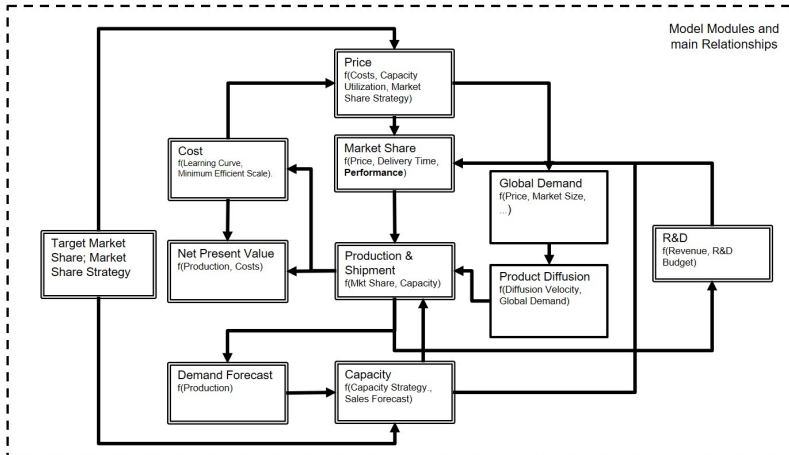 Model Modules and
main Relationships
Price
f(Costs, Capacity
Utilization, Market
Share Strategy)
Cost
f(Learning Curve,
Minimum Efficient Scale).
Market Share
f(Price, Delivery Time,
Performance)
Global Demand
f(Price, Market Size,
...)
Target Market
Share; Market
Share Strategy
Net Present Value
f(Production, Costs)
Production &
Shipment
f(Mkt Share, Capacity)
Product Diffusion
f(Diffusion Velocity,
Global Demand)
R&D
f(Revenue, R&D
Budget)
Demand Forecast
f(Production)
Capacity
f(Capacity Strategy.,
Sales Forecast)